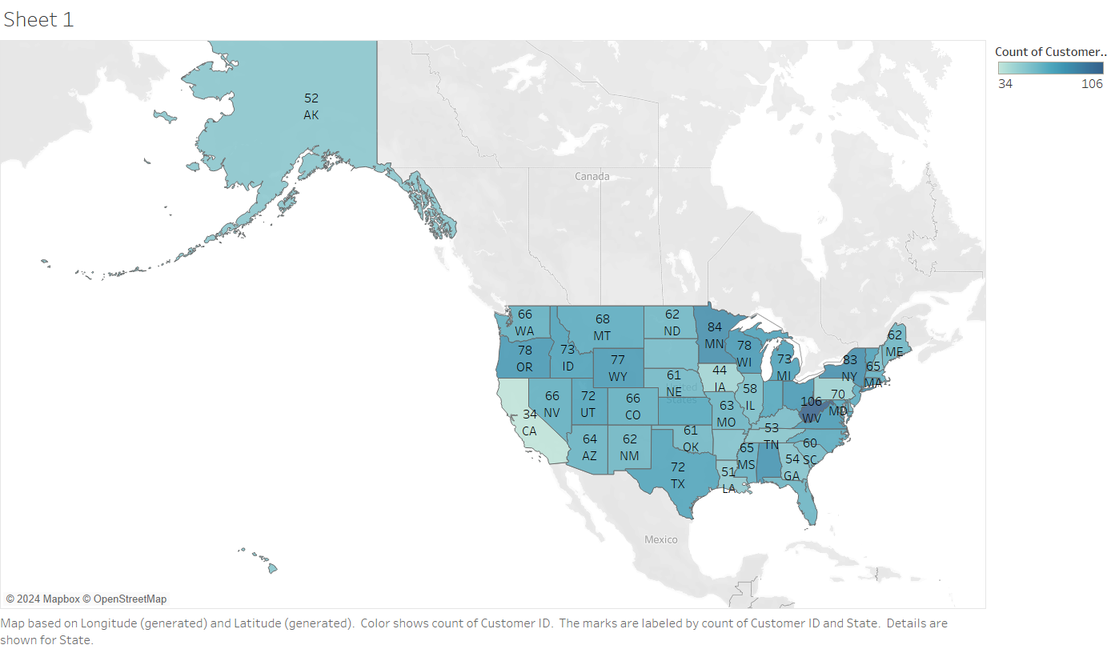 Sheet 1
Count of Customer..
34 106
52
AK
Canada
66
WA
68
MT
62
ND
84
MN
62
ME
78
OR
73
ID
77
WY
78
WI
73
MI
83
NY
65
MA
61
NE
44
IA
70
34
CA
66
NV
72
UT
66
CO
63
MO
58
IL
106
WV
MD
64
AZ
62
NM
61
OK
53
TN
60
SC
72
TX
51
LA
65
MS
54
GA
Mexico
© 2024 Mapbox © OpenStreetMap
Map based on Longitude (generated) and Latitude (generated). Color shows count of Customer ID. The marks are labeled by count of Customer ID and State. Details are
shown for State.